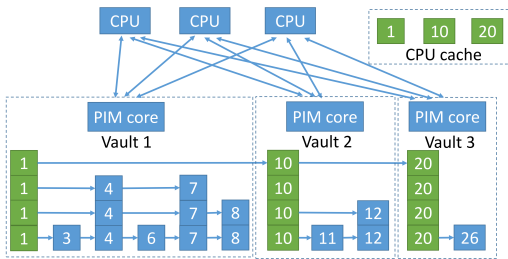 CPU CPU CPU 1 10 20
CPU cache
PIM core PIM core PIM core
Vault 1 Vault 2 Vault 3
1 10 20
1 4 7 10 20
1 4 7 8 10 12 20
1 3 4 6 7 8 10 11 12 20 26